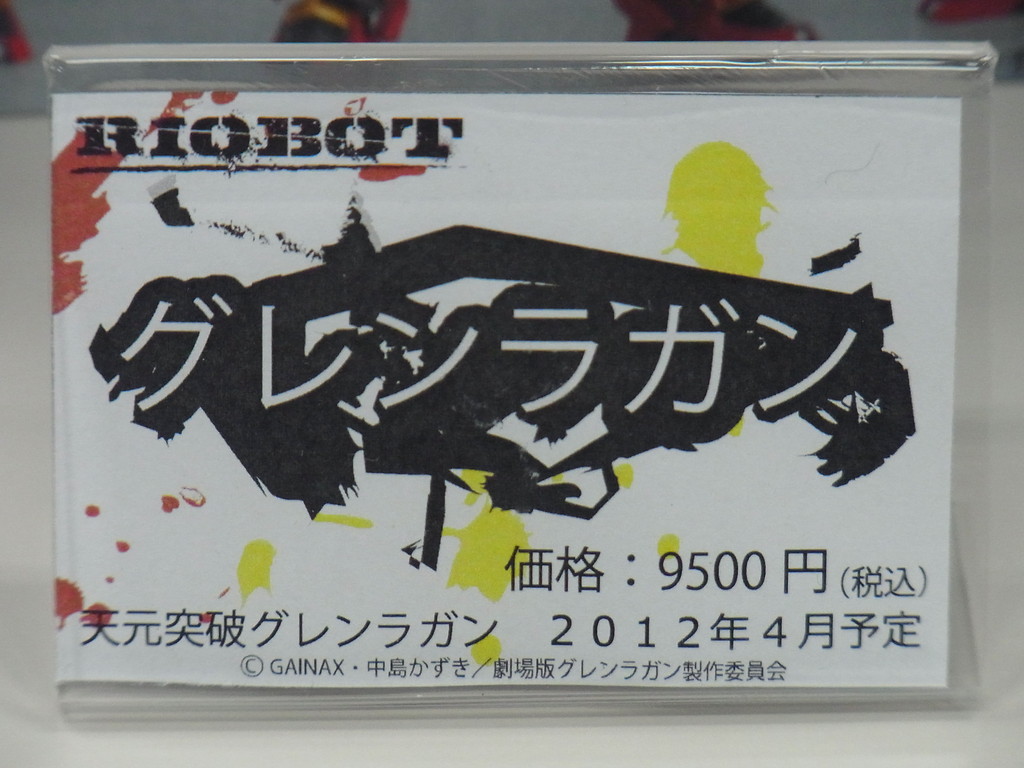 RIOBOT
グレンラガン
価格：9500円(税込)
天元突破グレンラガン　２０１２年４月予定
© GAINAX・中島かずき／劇場版グレンラガン製作委員会